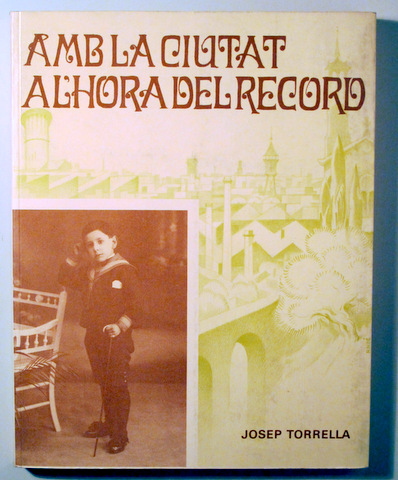 AMB LA CIUTAT
A L'HORA DEL RECORD
JOSEP TORRELLA